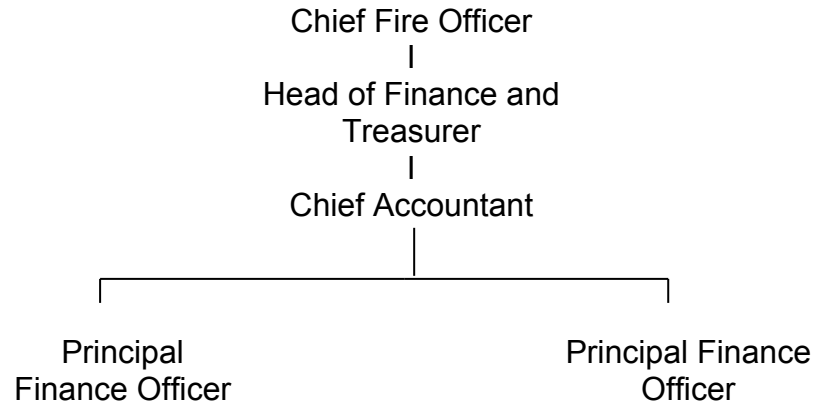 Chief Fire Officer
Head of Finance and
Treasurer
Chief Accountant
Principal
Finance Officer
Principal Finance
Officer